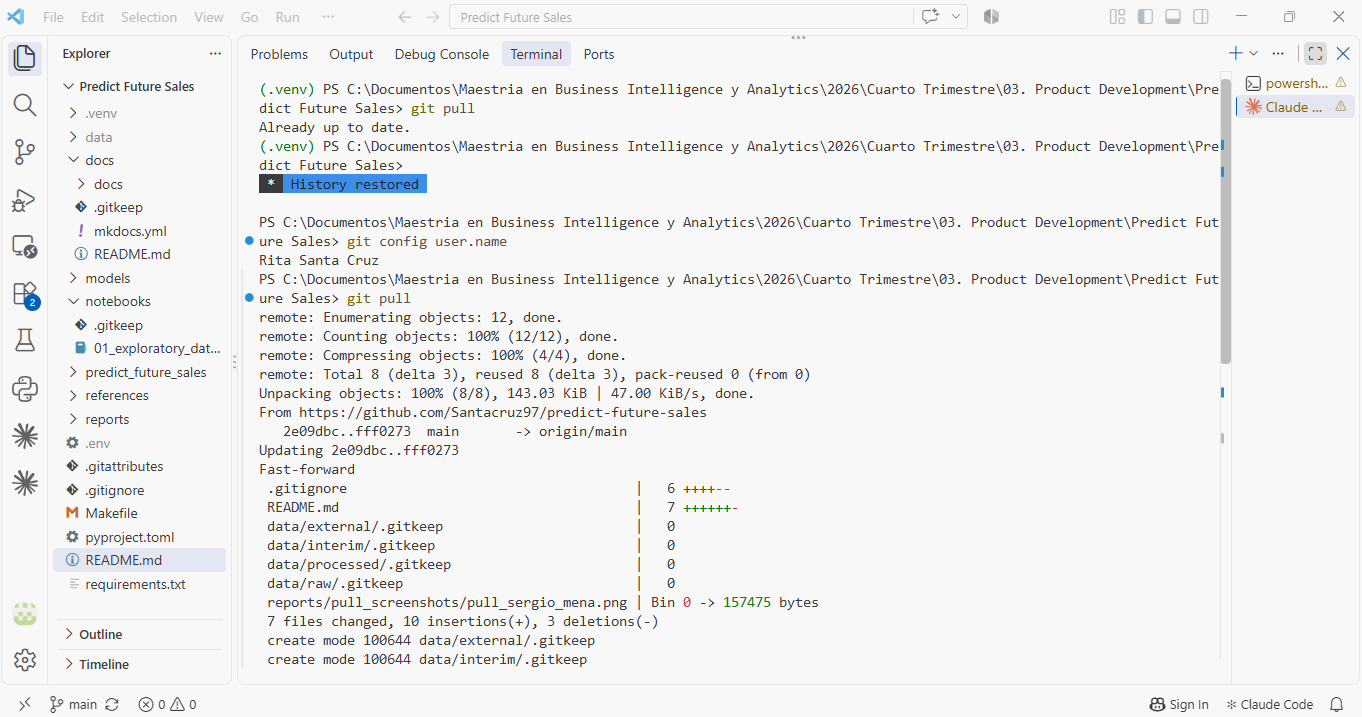 File Edit Selection View Go Run ··· Predict Future Sales
Explorer ···
Predict Future Sales
.venv
data
docs
docs
.gitkeep
mkdocs.yml
README.md
models
notebooks
.gitkeep
01_exploratory_dat...
predict_future_sales
references
reports
.env
.gitattributes
.gitignore
Makefile
pyproject.toml
README.md
requirements.txt
Outline
Timeline
2
Problems Output Debug Console Terminal Ports
(.venv) PS C:\Documentos\Maestria en Business Intelligence y Analytics\2026\Cuarto Trimestre\03. Product Development\Pre
dict Future Sales> git pull
Already up to date.
(.venv) PS C:\Documentos\Maestria en Business Intelligence y Analytics\2026\Cuarto Trimestre\03. Product Development\Pre
dict Future Sales>
* History restored
PS C:\Documentos\Maestria en Business Intelligence y Analytics\2026\Cuarto Trimestre\03. Product Development\Predict Fut
ure Sales> git config user.name
Rita Santa Cruz
PS C:\Documentos\Maestria en Business Intelligence y Analytics\2026\Cuarto Trimestre\03. Product Development\Predict Fut
ure Sales> git pull
remote: Enumerating objects: 12, done.
remote: Counting objects: 100% (12/12), done.
remote: Compressing objects: 100% (4/4), done.
remote: Total 8 (delta 3), reused 8 (delta 3), pack-reused 0 (from 0)
Unpacking objects: 100% (8/8), 143.03 KiB | 47.00 KiB/s, done.
From https://github.com/Santacruz97/predict-future-sales
2e09dbc..fff0273 main -> origin/main
Updating 2e09dbc..fff0273
Fast-forward
.gitignore | 6 ++++--
README.md | 7 ++++++-
data/external/.gitkeep | 0
data/interim/.gitkeep | 0
data/processed/.gitkeep | 0
data/raw/.gitkeep | 0
reports/pull_screenshots/pull_sergio_mena.png | Bin 0 -> 157475 bytes
7 files changed, 10 insertions(+), 3 deletions(-)
create mode 100644 data/external/.gitkeep
create mode 100644 data/interim/.gitkeep
powersh...
Claude ...
main 0 0 Sign In Claude Code